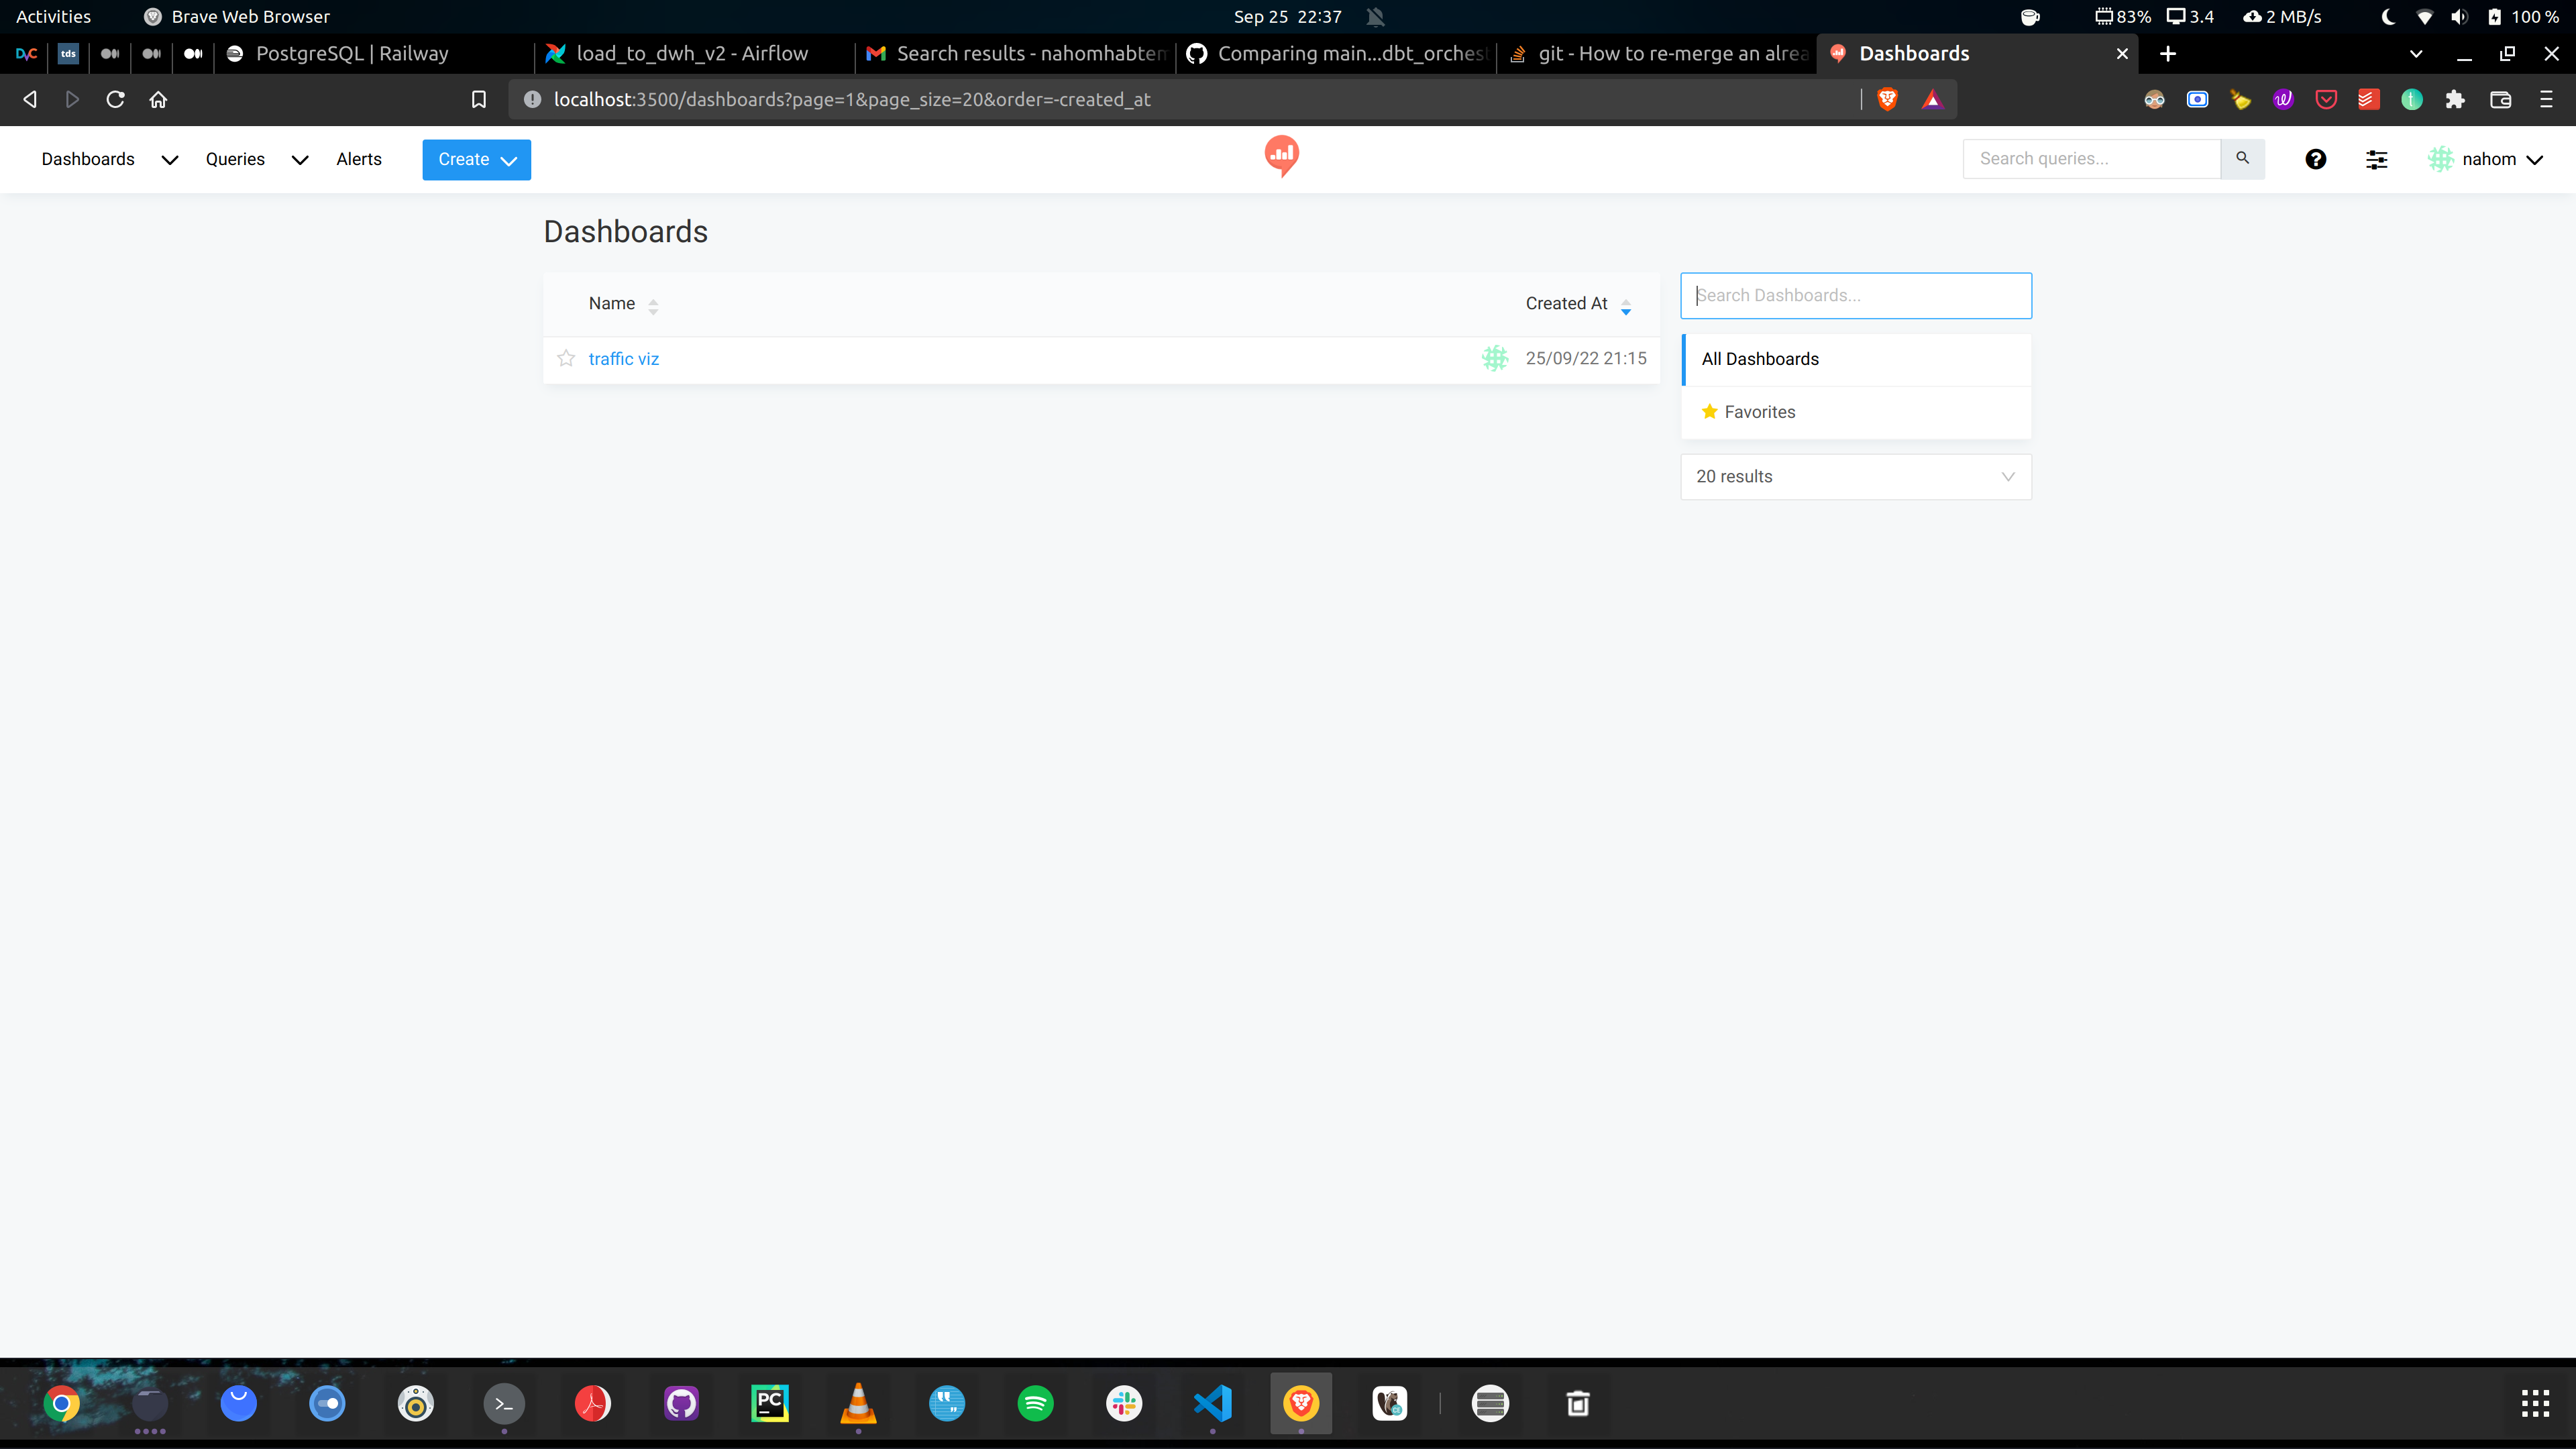 Activities
Brave Web Browser
Sep 25 22:37
83%
3.4
2 MB/s
100 %
DVC
tds
PostgreSQL | Railway
load_to_dwh_v2 - Airflow
Search results - nahomhabtem
Comparing main...dbt_orchest
git - How to re-merge an alrea
Dashboards
localhost:3500/dashboards?page=1&page_size=20&order=-created_at
Dashboards
Queries
Alerts
Create
Search queries...
nahom
Dashboards
Name
Created At
Search Dashboards...
traffic viz
25/09/22 21:15
All Dashboards
Favorites
20 results
PC